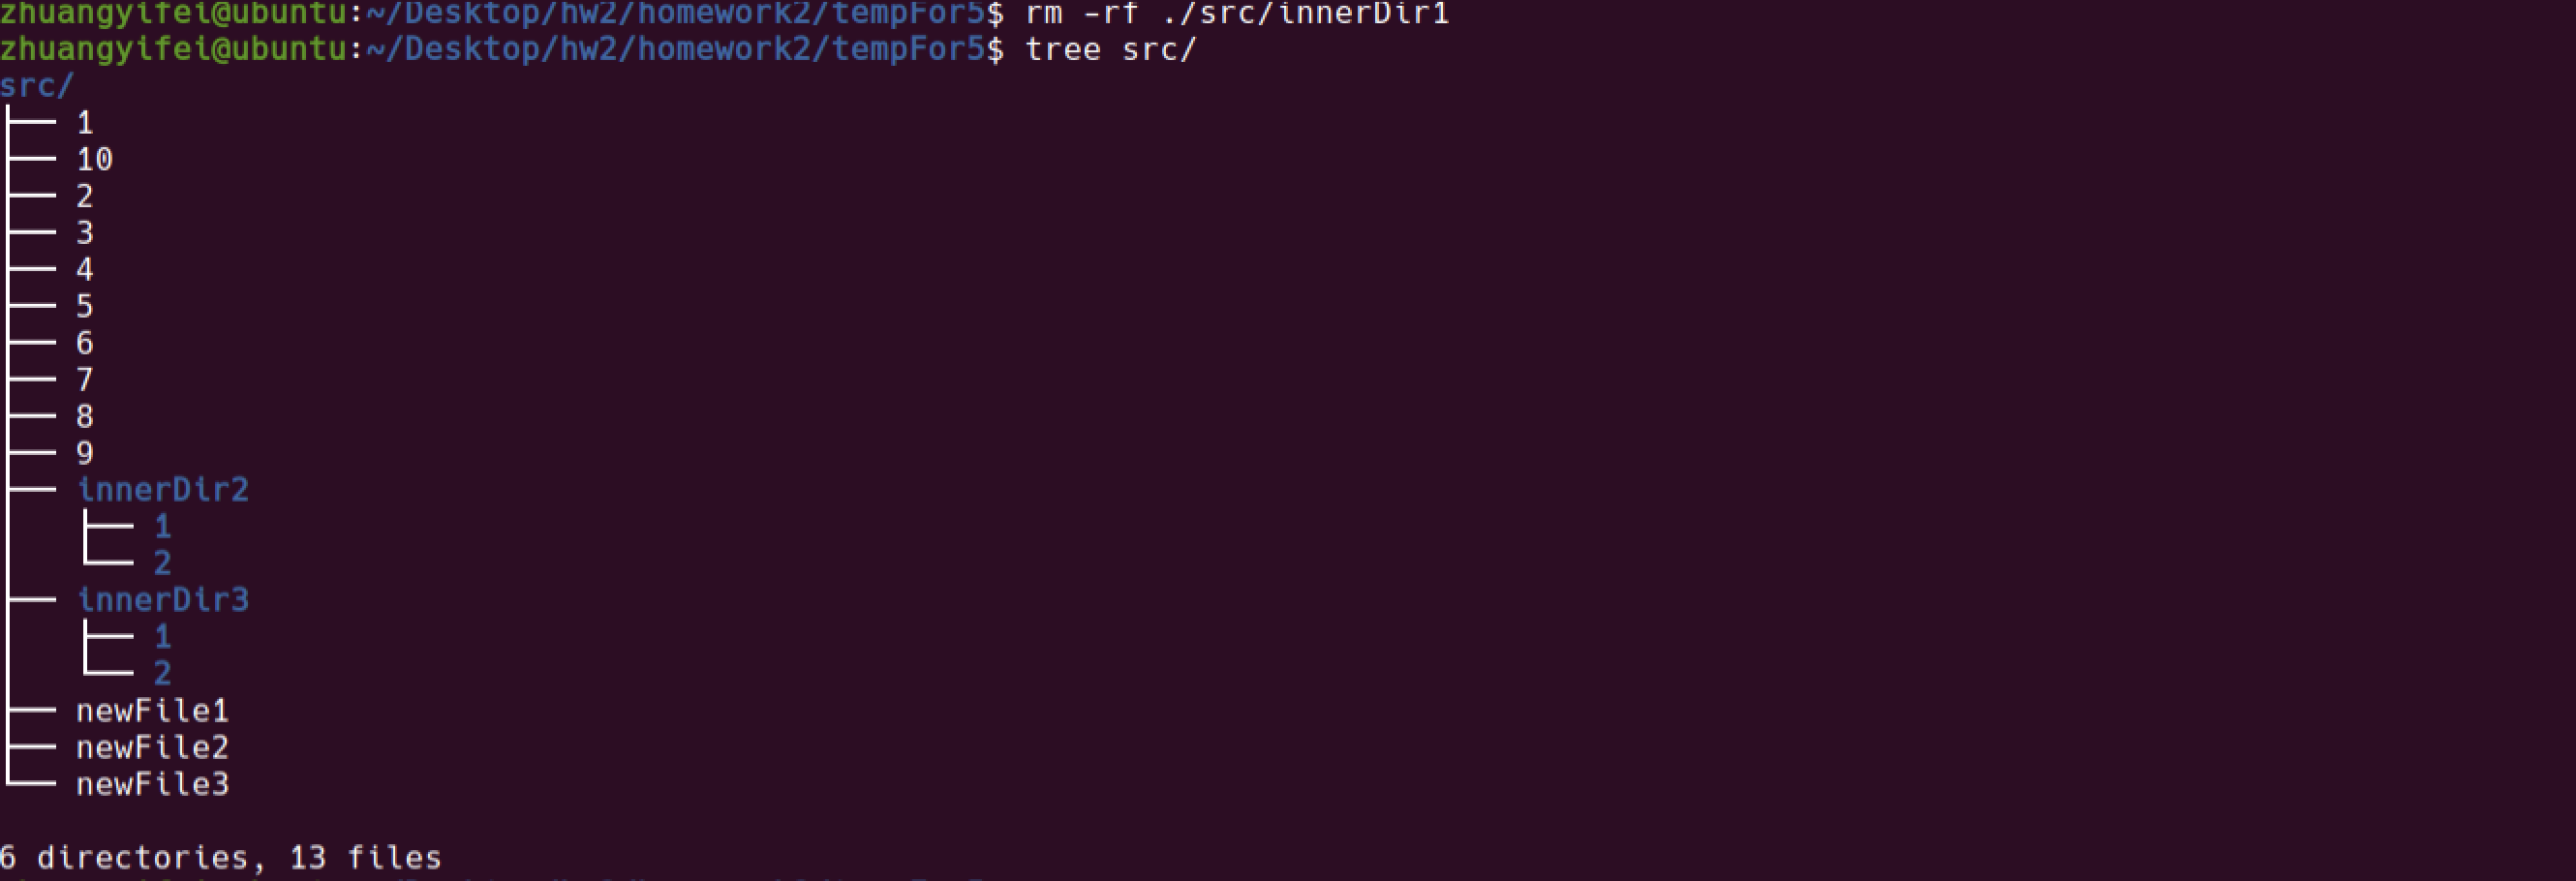 zhuangyifei@ubuntu:~/Desktop/hw2/homework2/tempFor5$ rm -rf ./src/innerDir1
zhuangyifei@ubuntu:~/Desktop/hw2/homework2/tempFor5$ tree src/
src/
├── 1
├── 10
├── 2
├── 3
├── 4
├── 5
├── 6
├── 7
├── 8
├── 9
├── innerDir2
│   ├── 1
│   └── 2
├── innerDir3
│   ├── 1
│   └── 2
├── newFile1
├── newFile2
└── newFile3
6 directories, 13 files